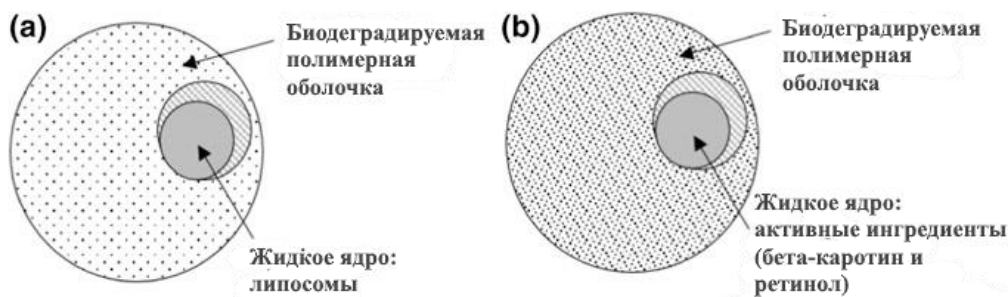 (a)
Биодеградируемая
полимерная
оболочка
Жидкое ядро:
липосомы
(b)
Биодеградируемая
полимерная
оболочка
Жидкое ядро:
активные ингредиенты
(бета-каротин и
ретинол)